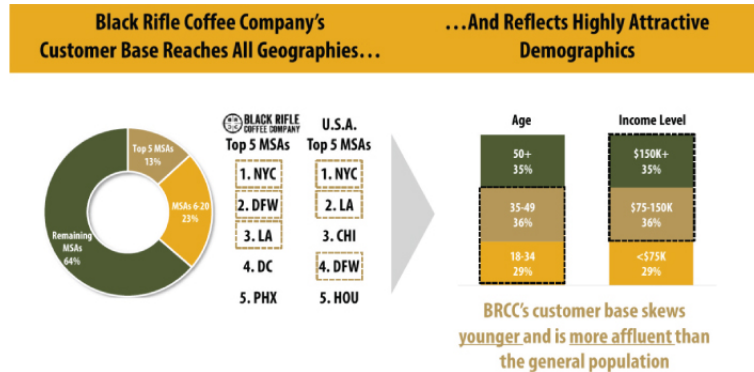 Black Rifle Coffee Company's
Customer Base Reaches All Geographies...
...And Reflects Highly Attractive
Demographics
Top 5 MSAs
13%
MSAs 6-20
23%
Remaining
MSAs
64%
BLACK RIFLE
COFFEE COMPANY
Top 5 MSAs
1. NYC
2. DFW
3. LA
4. DC
5. PHX
U.S.A.
Top 5 MSAs
1. NYC
2. LA
3. CHI
4. DFW
5. HOU
Age
50+
35%
35-49
36%
18-34
29%
Income Level
$150K+
35%
$75-150K
36%
<$75K
29%
BRCC's customer base skews
younger and is more affluent than
the general population